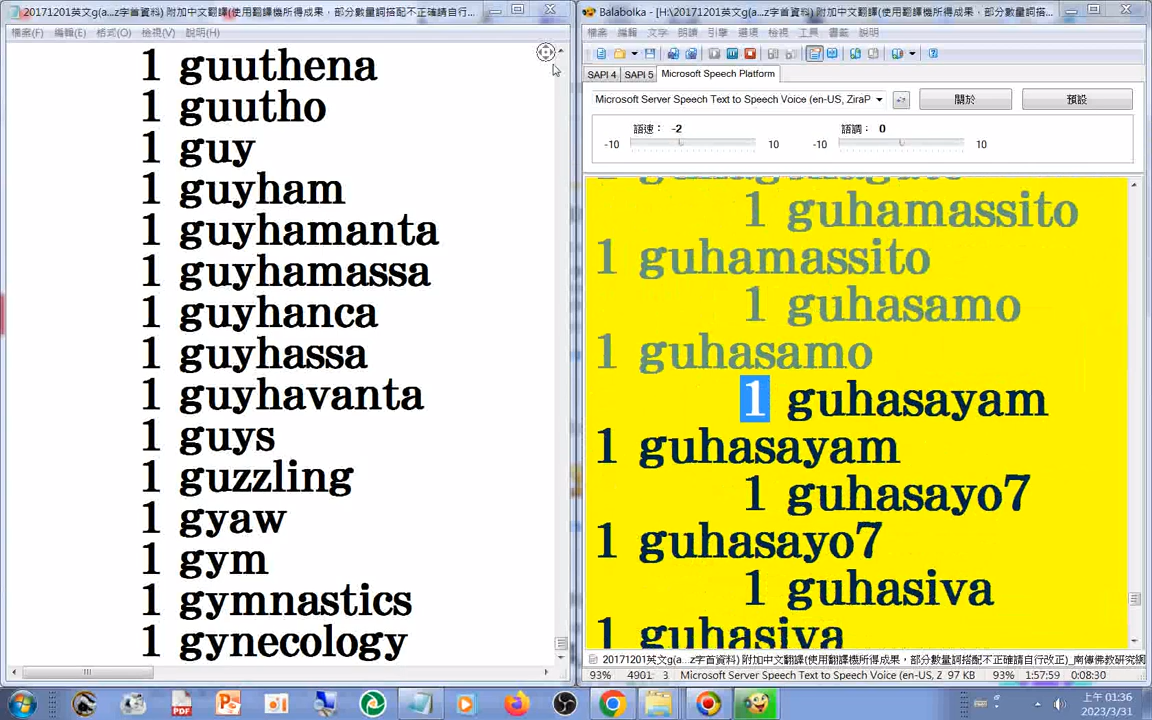 20171201英文g(a...z字首資料) 附加中文翻譯(使用翻譯機所得成果，部分數量詞搭配不正確請自行...
檔案(F) 編輯(E) 格式(O) 檢視(V) 說明(H)
1 guuthena
1 guutho
1 guy
1 guyham
1 guyhamanta
1 guyhamassa
1 guyhanca
1 guyhassa
1 guyhavanta
1 guys
1 guzzling
1 gyaw
1 gym
1 gymnastics
1 gynecology
Balabolka - [H:\20171201英文g(a...z字首資料) 附加中文翻譯(使用翻譯機所得成果，部分數量詞搭配不正確...
檔案 編輯 文字 朗讀 引擎 選項 檢視 工具 書籤 說明
SAPI 4 SAPI 5 Microsoft Speech Platform
Microsoft Server Speech Text to Speech Voice (en-US, ZiraP
關於
預設
語速： -2
語調： 0
-10 10 -10 10
1 guhamassito
1 guhamassito
1 guhasamo
1 guhasamo
1 guhasayam
1 guhasayam
1 guhasayo7
1 guhasayo7
1 guhasiva
1 guhasiva
20171201英文g(a...z字首資料) 附加中文翻譯(使用翻譯機所得成果，部分數量詞搭配不正確請自行改正)_南傳佛教研究網
93% 4901: 3 Microsoft Speech Platform - Microsoft Server Speech Text to Speech Voice (en-US, Z 97 KB 93% 1:57:59 0:08:30
上午 01:36
2023/3/31